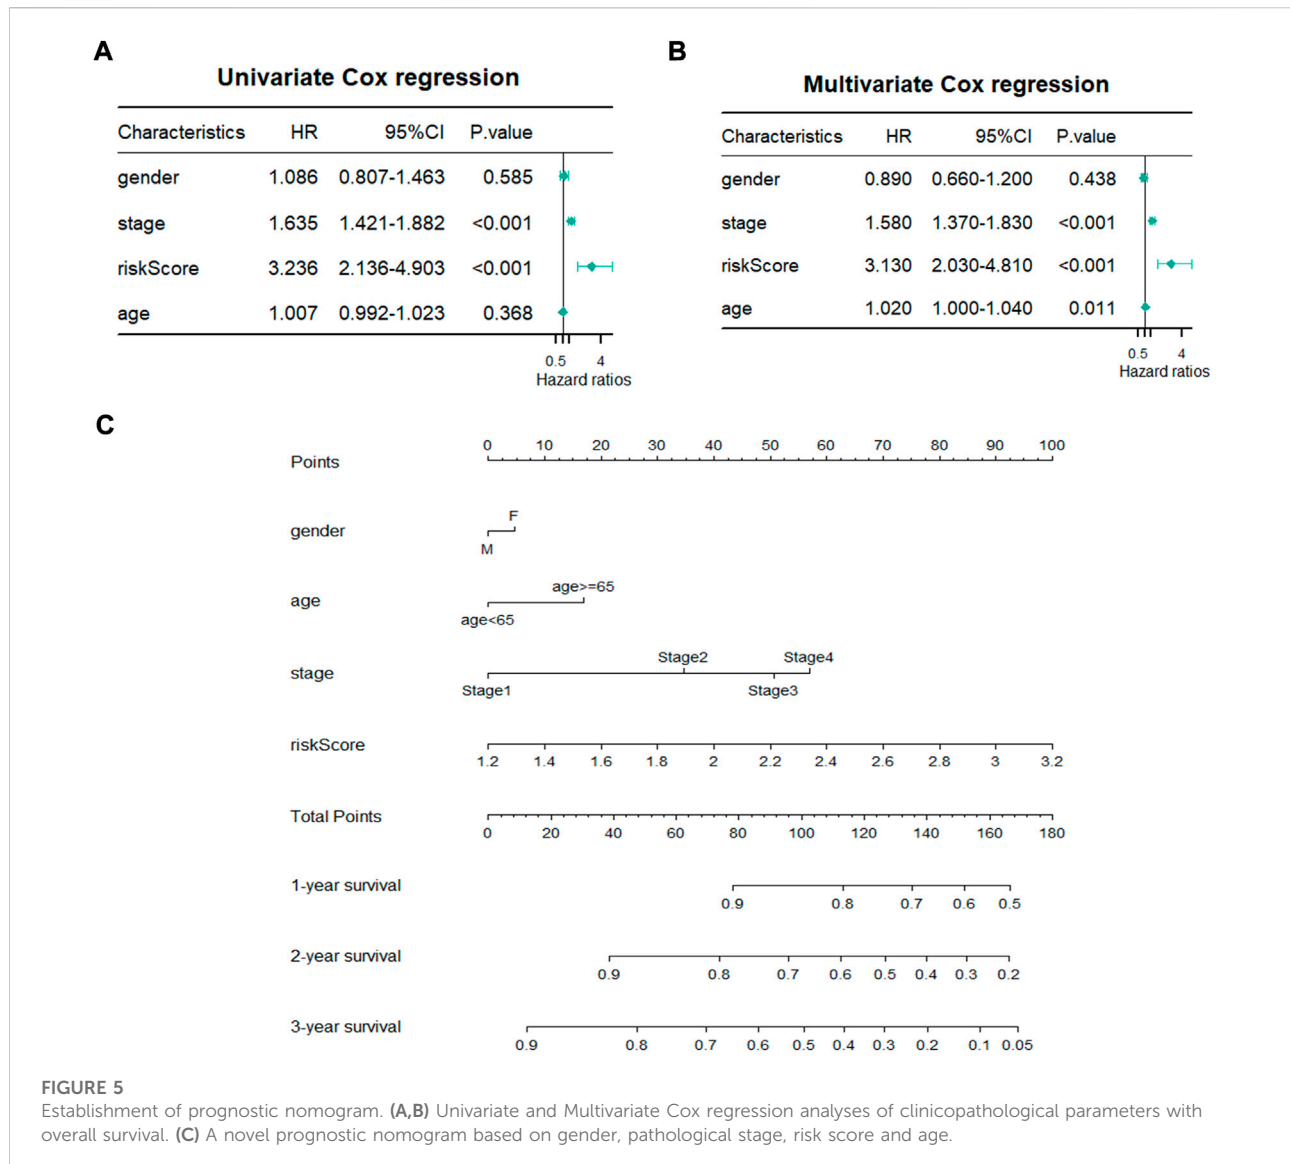 A
Univariate Cox regression
Characteristics HR 95%CI P.value
gender 1.086 0.807-1.463 0.585
stage 1.635 1.421-1.882 <0.001
riskScore 3.236 2.136-4.903 <0.001
age 1.007 0.992-1.023 0.368
0.5 4
Hazard ratios
B
Multivariate Cox regression
Characteristics HR 95%CI P.value
gender 0.890 0.660-1.200 0.438
stage 1.580 1.370-1.830 <0.001
riskScore 3.130 2.030-4.810 <0.001
age 1.020 1.000-1.040 0.011
0.5 4
Hazard ratios
C
0 10 20 30 40 50 60 70 80 90 100
Points
F
gender
M
age>=65
age
age<65
Stage2 Stage4
stage
Stage1 Stage3
riskScore
1.2 1.4 1.6 1.8 2 2.2 2.4 2.6 2.8 3 3.2
Total Points
0 20 40 60 80 100 120 140 160 180
1-year survival
0.9 0.8 0.7 0.6 0.5
2-year survival
0.9 0.8 0.7 0.6 0.5 0.4 0.3 0.2
3-year survival
0.9 0.8 0.7 0.6 0.5 0.4 0.3 0.2 0.1 0.05
FIGURE 5
Establishment of prognostic nomogram. (A,B) Univariate and Multivariate Cox regression analyses of clinicopathological parameters with
overall survival. (C) A novel prognostic nomogram based on gender, pathological stage, risk score and age.